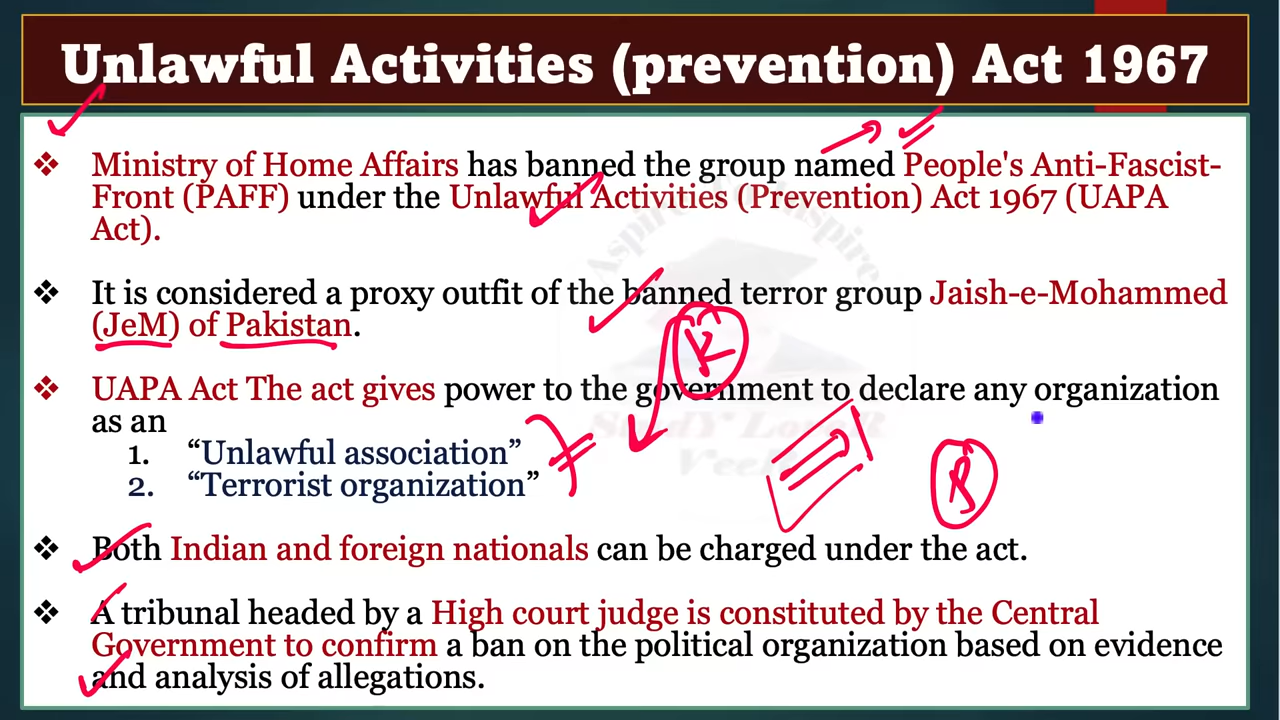 Unlawful Activities (prevention) Act 1967
❖ Ministry of Home Affairs has banned the group named People's Anti-Fascist-
Front (PAFF) under the Unlawful Activities (Prevention) Act 1967 (UAPA
Act).
❖ It is considered a proxy outfit of the banned terror group Jaish-e-Mohammed
(JeM) of Pakistan.
❖ UAPA Act The act gives power to the government to declare any organization
as an
1. “Unlawful association”
2. “Terrorist organization”
❖ Both Indian and foreign nationals can be charged under the act.
❖ A tribunal headed by a High court judge is constituted by the Central
Government to confirm a ban on the political organization based on evidence
and analysis of allegations.
K